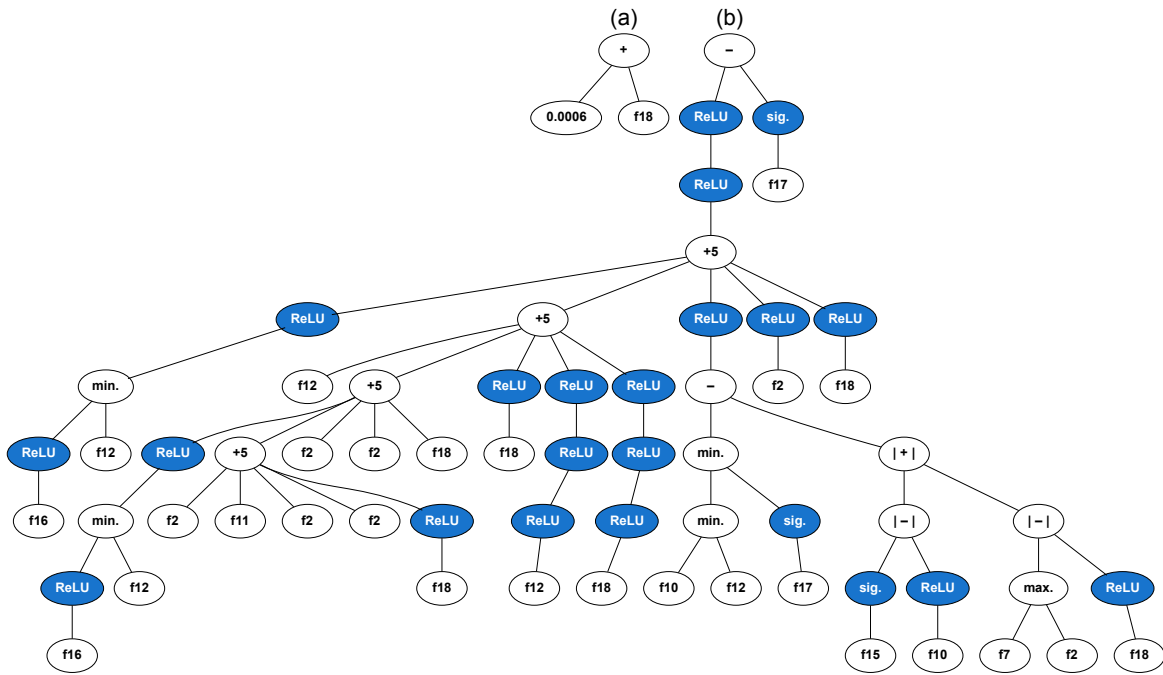 (a) (b)
+ –
0.0006 f18 ReLU sig.
ReLU f17
+5
ReLU +5 ReLU ReLU ReLU
min. f12 +5 ReLU ReLU ReLU – f2 f18
ReLU f12 ReLU +5 f2 f2 f18 f18 ReLU ReLU min. | + |
f16 min. f2 f11 f2 f2 ReLU ReLU ReLU min. sig. | – | | – |
ReLU f12 f18 f12 f18 f10 f12 f17 sig. ReLU max. ReLU
f16 f15 f10 f7 f2 f18